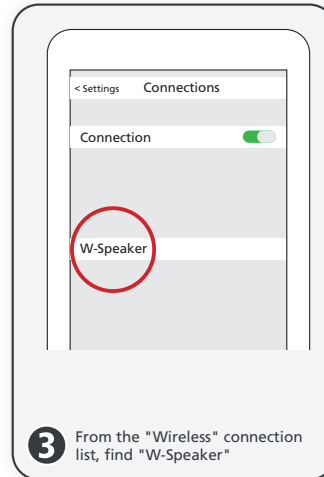 < Settings Connections
Connection
W-Speaker
3 From the "Wireless" connection
list, find "W-Speaker"